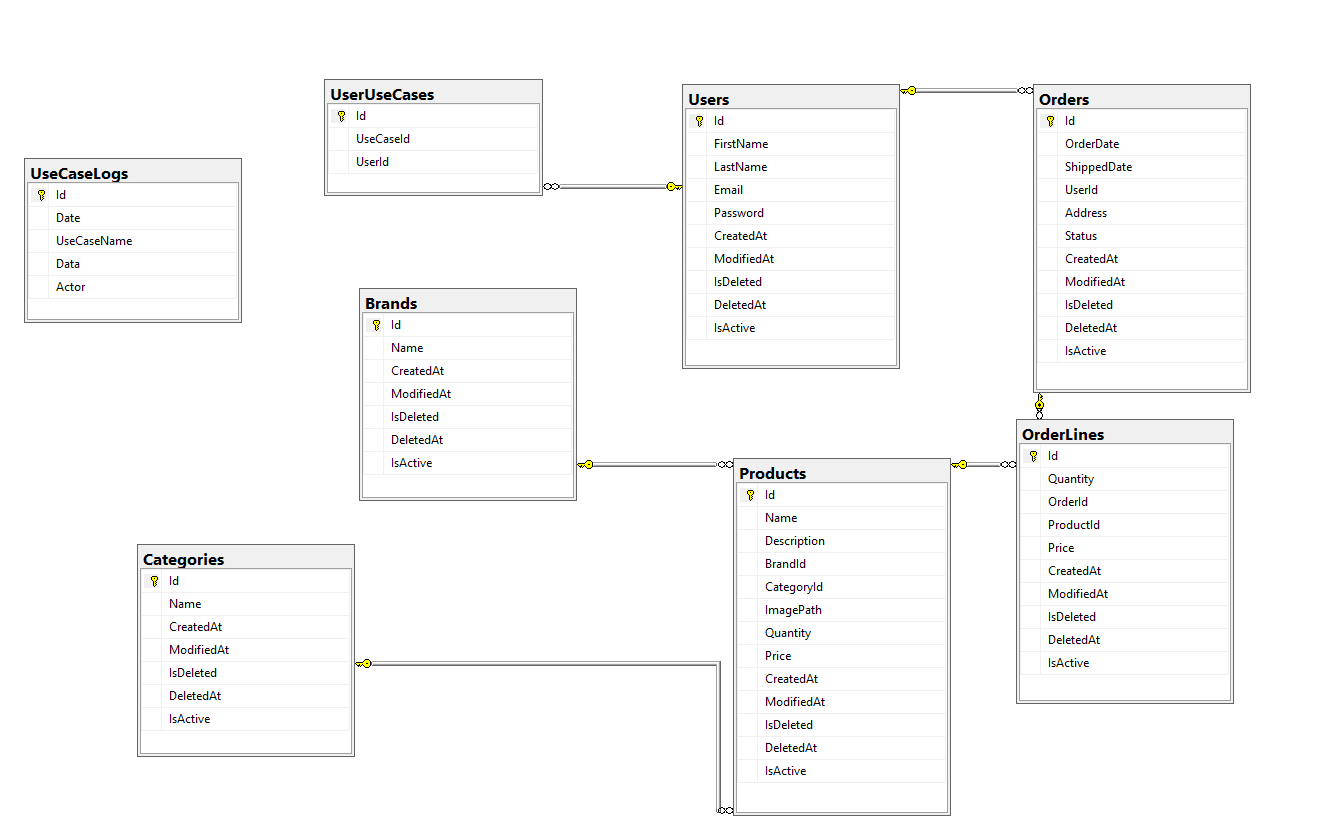 UseCaseLogs
Id
Date
UseCaseName
Data
Actor
UserUseCases
Id
UseCaseId
UserId
Users
Id
FirstName
LastName
Email
Password
CreatedAt
ModifiedAt
IsDeleted
DeletedAt
IsActive
Orders
Id
OrderDate
ShippedDate
UserId
Address
Status
CreatedAt
ModifiedAt
IsDeleted
DeletedAt
IsActive
Brands
Id
Name
CreatedAt
ModifiedAt
IsDeleted
DeletedAt
IsActive
Categories
Id
Name
CreatedAt
ModifiedAt
IsDeleted
DeletedAt
IsActive
Products
Id
Name
Description
BrandId
CategoryId
ImagePath
Quantity
Price
CreatedAt
ModifiedAt
IsDeleted
DeletedAt
IsActive
OrderLines
Id
Quantity
OrderId
ProductId
Price
CreatedAt
ModifiedAt
IsDeleted
DeletedAt
IsActive